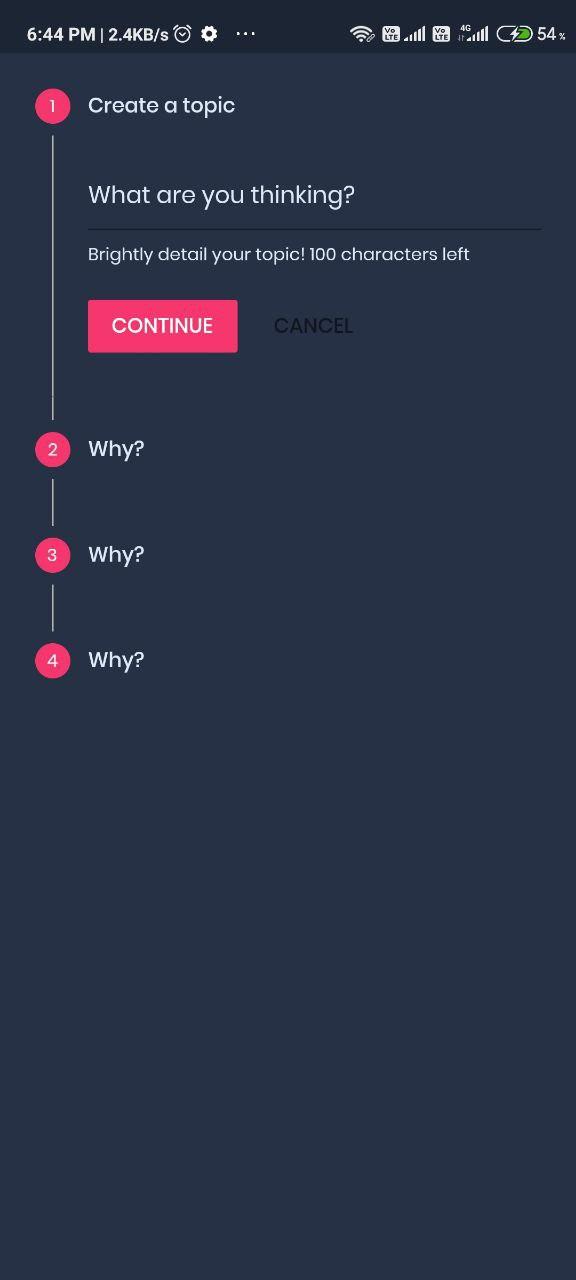 6:44 PM | 2.4KB/s ... Vo LTE Vo LTE 4G 54%
1 Create a topic
What are you thinking?
Brightly detail your topic! 100 characters left
CONTINUE CANCEL
2 Why?
3 Why?
4 Why?